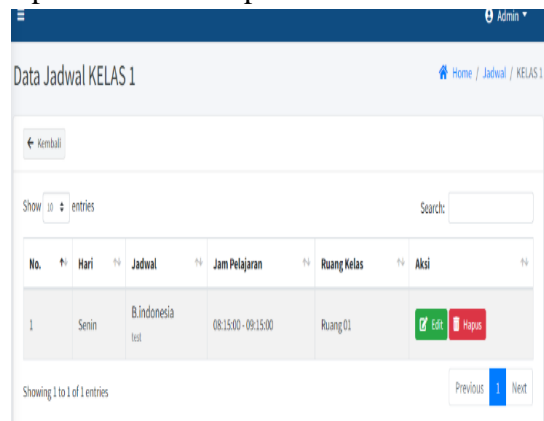 Admin
Data Jadwal KELAS 1
Home / Jadwal / KELAS 1
Kembali
Show 10 entries
Search:
No. Hari Jadwal Jam Pelajaran Ruang Kelas Aksi
1 Senin B.indonesia 08:15:00 - 09:15:00 Ruang 01 Edit Hapus
test
Showing 1 to 1 of 1 entries
Previous 1 Next